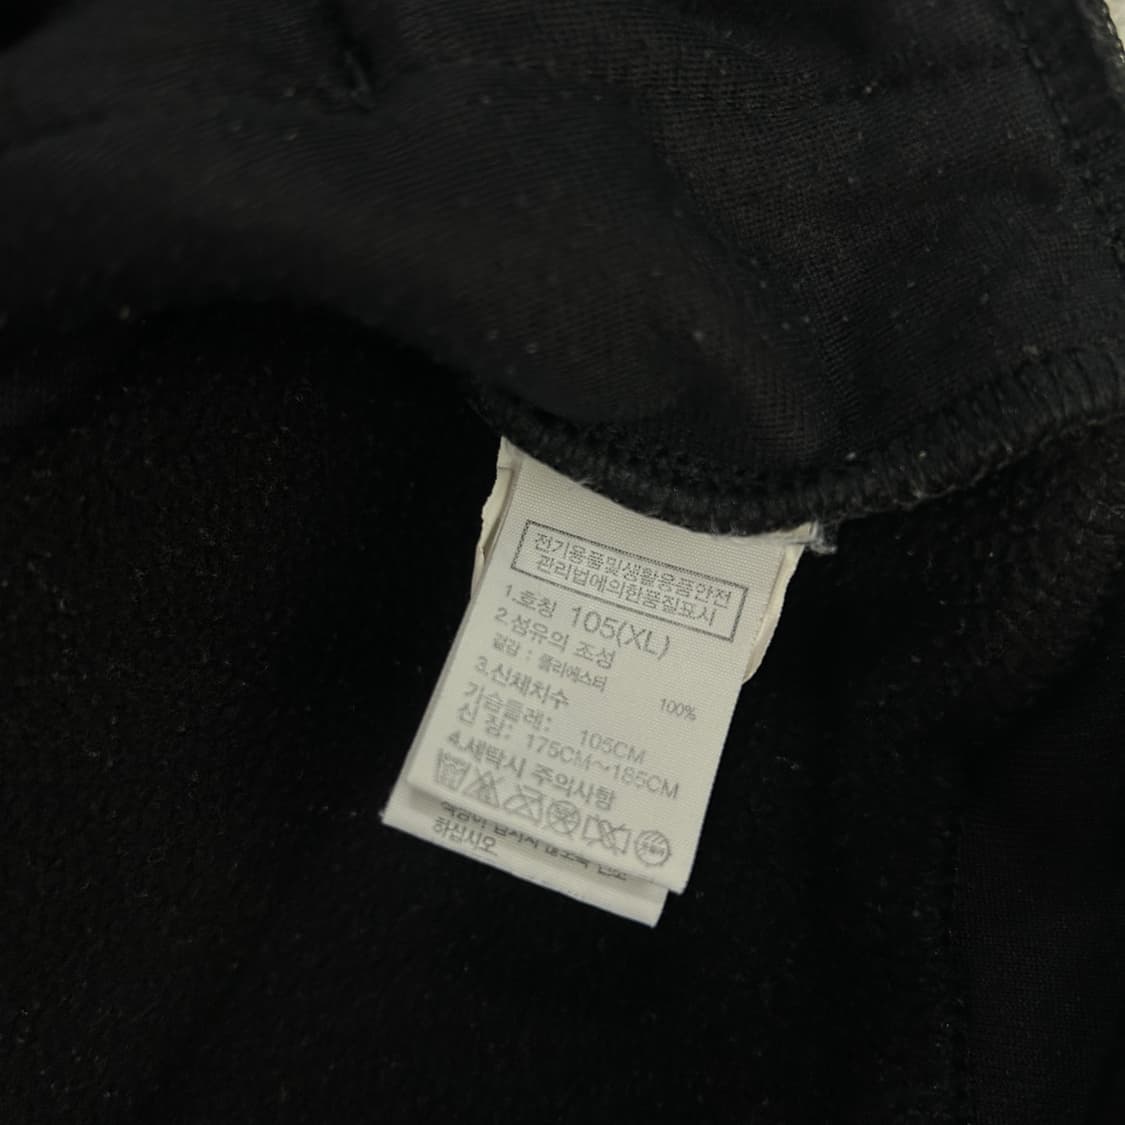 전기용품및생활용품안전
관리법에의한품질표시
1.호칭 105(XL)
2.섬유의 조성
겉감 : 폴리에스터 100%
3.신체치수
가슴둘레: 105CM
신 장: 175CM~185CM
4.세탁시 주의사항
하십시오